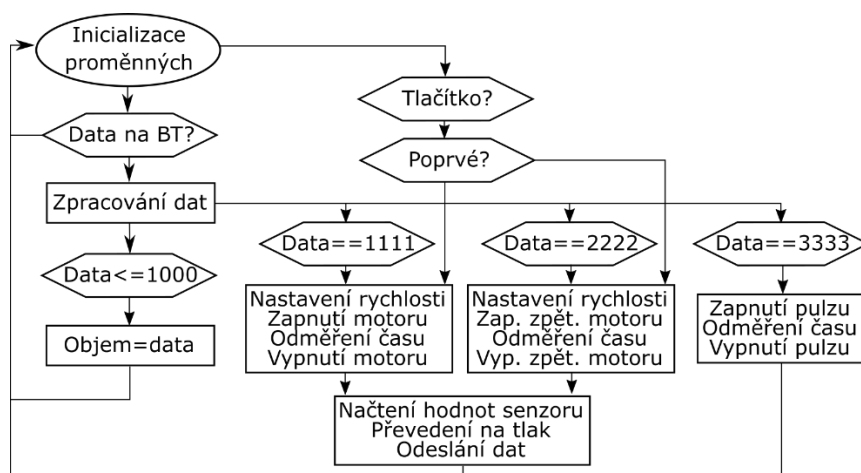 Inicializace
proměnných
Tlačítko?
Data na BT?
Poprvé?
Zpracování dat
Data==1111
Data==2222
Data==3333
Data<=1000
Nastavení rychlosti
Zapnutí motoru
Odměření času
Vypnutí motoru
Nastavení rychlosti
Zap. zpět. motoru
Odměření času
Vyp. zpět. motoru
Zapnutí pulzu
Odměření času
Vypnutí pulzu
Objem=data
Načtení hodnot senzoru
Převedení na tlak
Odeslání dat